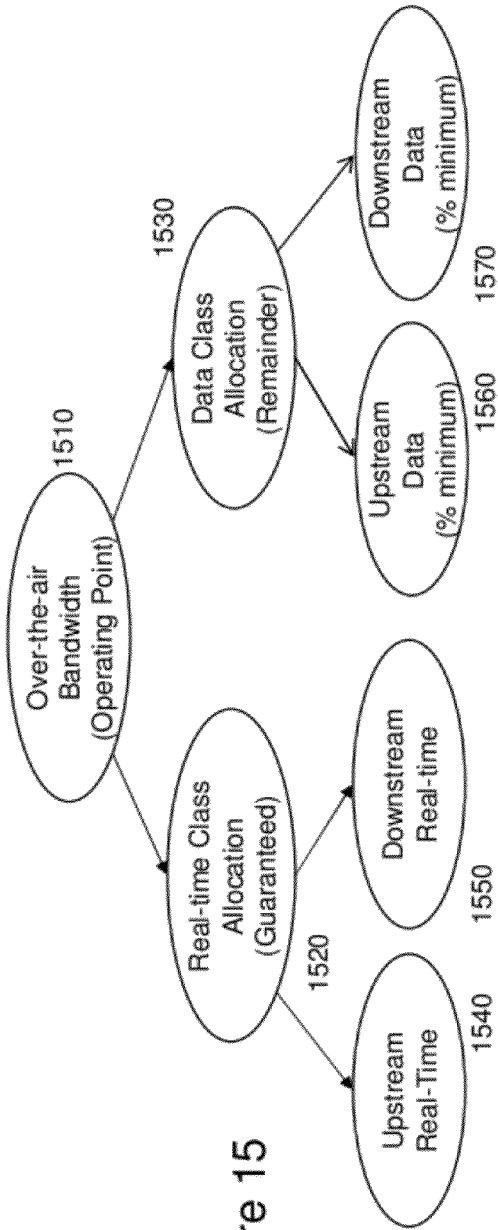 Over-the-air
Bandwidth
(Operating Point)
1510
Real-time Class
Allocation
(Guaranteed)
1520
Data Class
Allocation
(Remainder)
1530
Upstream
Real-Time
1540
Downstream
Real-time
1550
Upstream
Data
(% minimum)
1560
Downstream
Data
(% minimum)
1570
re 15